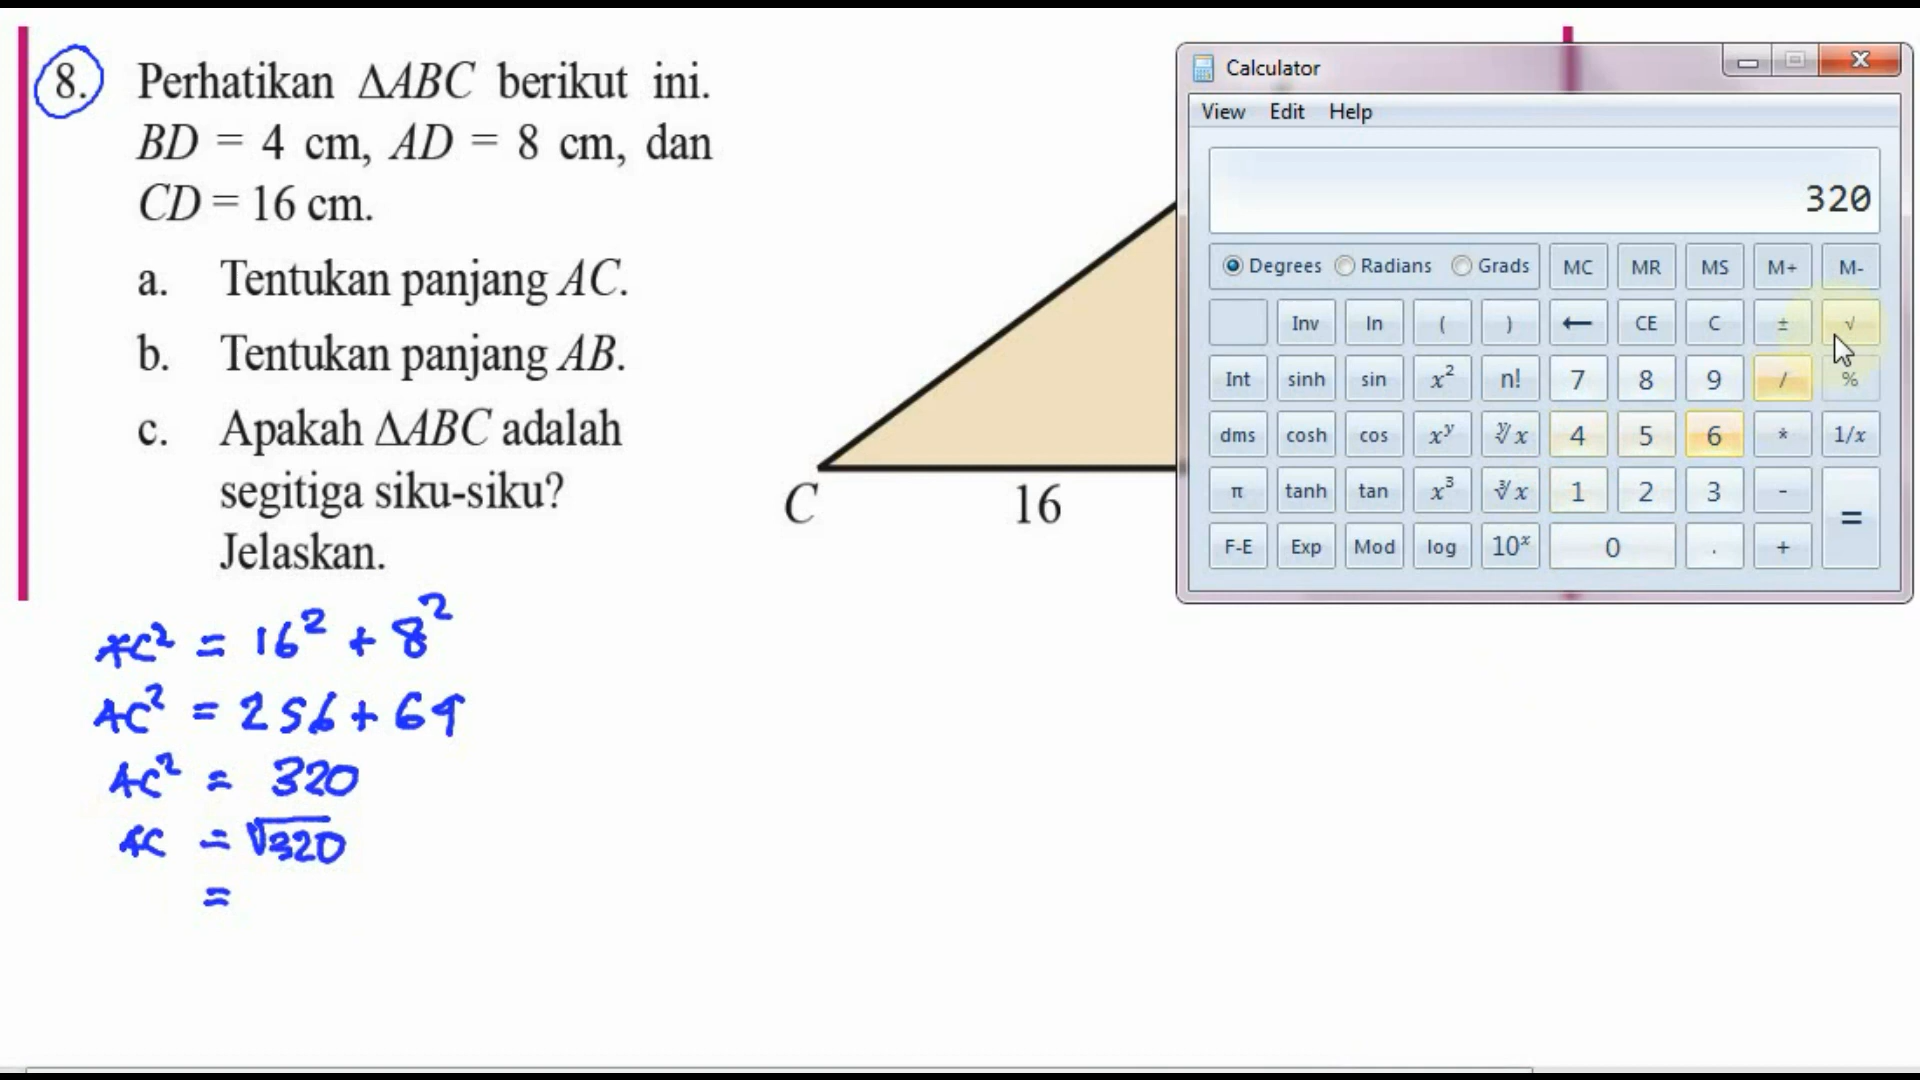 8. Perhatikan ΔABC berikut ini.
BD = 4 cm, AD = 8 cm, dan
CD = 16 cm.
a. Tentukan panjang AC.
b. Tentukan panjang AB.
c. Apakah ΔABC adalah
segitiga siku-siku?
Jelaskan.
AC² = 16² + 8²
AC² = 256 + 64
AC² = 320
AC = √320
=
C
16
Calculator
View Edit Help
320
Degrees Radians Grads MC MR MS M+ M-
Inv ln ( ) ← CE C ± √
Int sinh sin x² n! 7 8 9 / %
dms cosh cos xʸ ʸ√x 4 5 6 * 1/x
π tanh tan x³ ³√x 1 2 3 - =
F-E Exp Mod log 10ˣ 0 . +